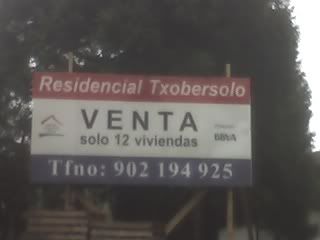 Residencial Txobersolo
VENTA
solo 12 viviendas
BBVA
Tfno: 902 194 925